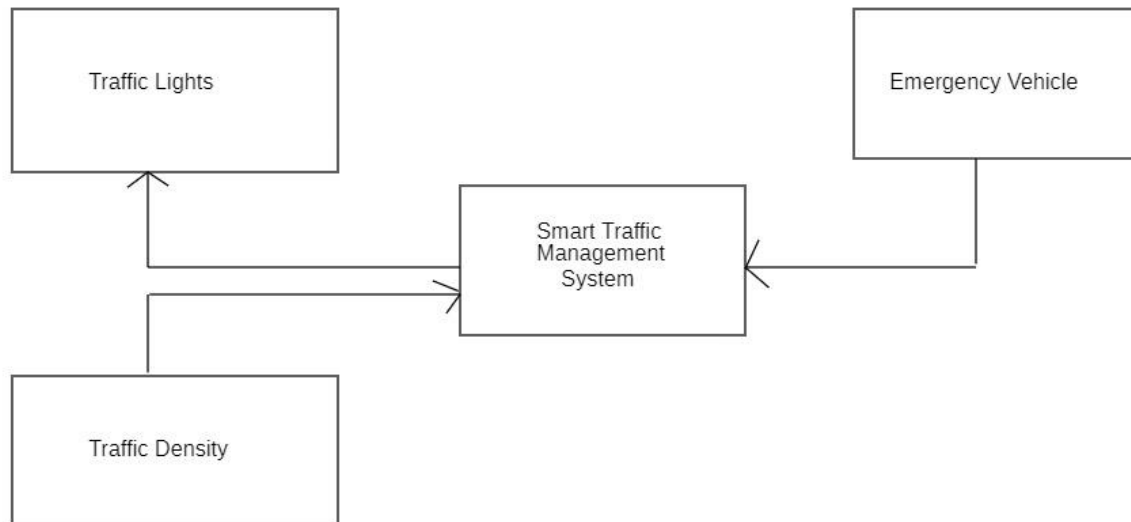 Traffic Lights
Emergency Vehicle
Smart Traffic
Management
System
Traffic Density